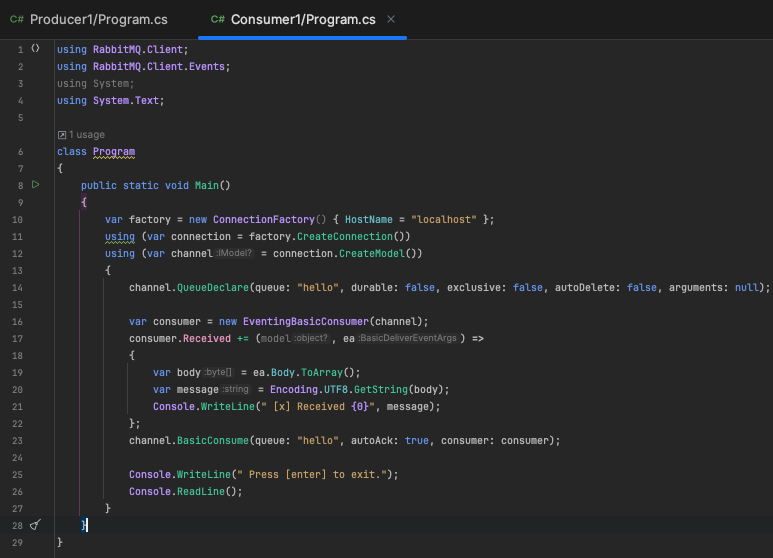 C# Producer1/Program.cs C# Consumer1/Program.cs ×
1 using RabbitMQ.Client;
2 using RabbitMQ.Client.Events;
3 using System;
4 using System.Text;
5
1 usage
6 class Program
7 {
8 public static void Main()
9 {
10 var factory = new ConnectionFactory() { HostName = "localhost" };
11 using (var connection = factory.CreateConnection())
12 using (var channel :IModel? = connection.CreateModel())
13 {
14 channel.QueueDeclare(queue: "hello", durable: false, exclusive: false, autoDelete: false, arguments: null);
15
16 var consumer = new EventingBasicConsumer(channel);
17 consumer.Received += (model :object? , ea :BasicDeliverEventArgs ) =>
18 {
19 var body :byte[] = ea.Body.ToArray();
20 var message :string = Encoding.UTF8.GetString(body);
21 Console.WriteLine(" [x] Received {0}", message);
22 };
23 channel.BasicConsume(queue: "hello", autoAck: true, consumer: consumer);
24
25 Console.WriteLine(" Press [enter] to exit.");
26 Console.ReadLine();
27 }
28 }
29 }